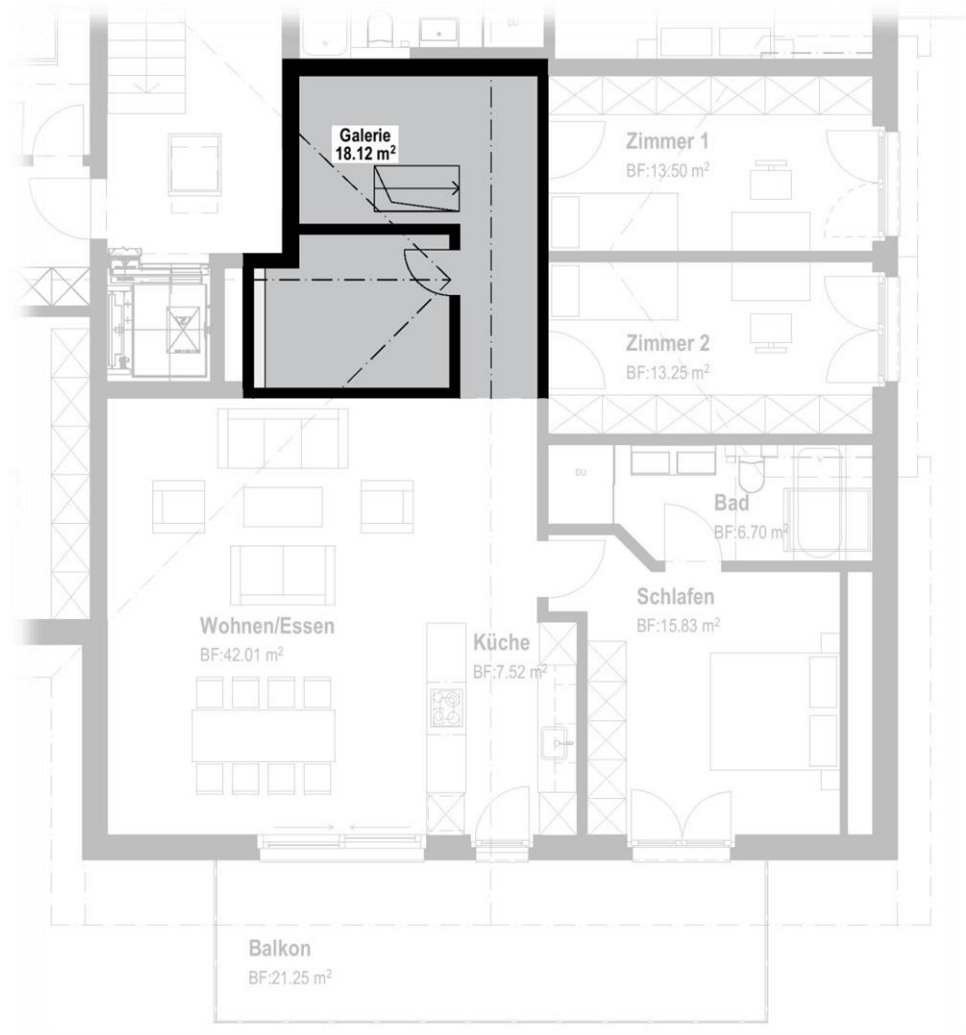 DU
Galerie
18.12 m²
Zimmer 1
BF:13.50 m²
Zimmer 2
BF:13.25 m²
DU
Bad
BF:6.70 m²
Schlafen
BF:15.83 m²
Wohnen/Essen
BF:42.01 m²
Küche
BF:7.52 m²
Balkon
BF:21.25 m²